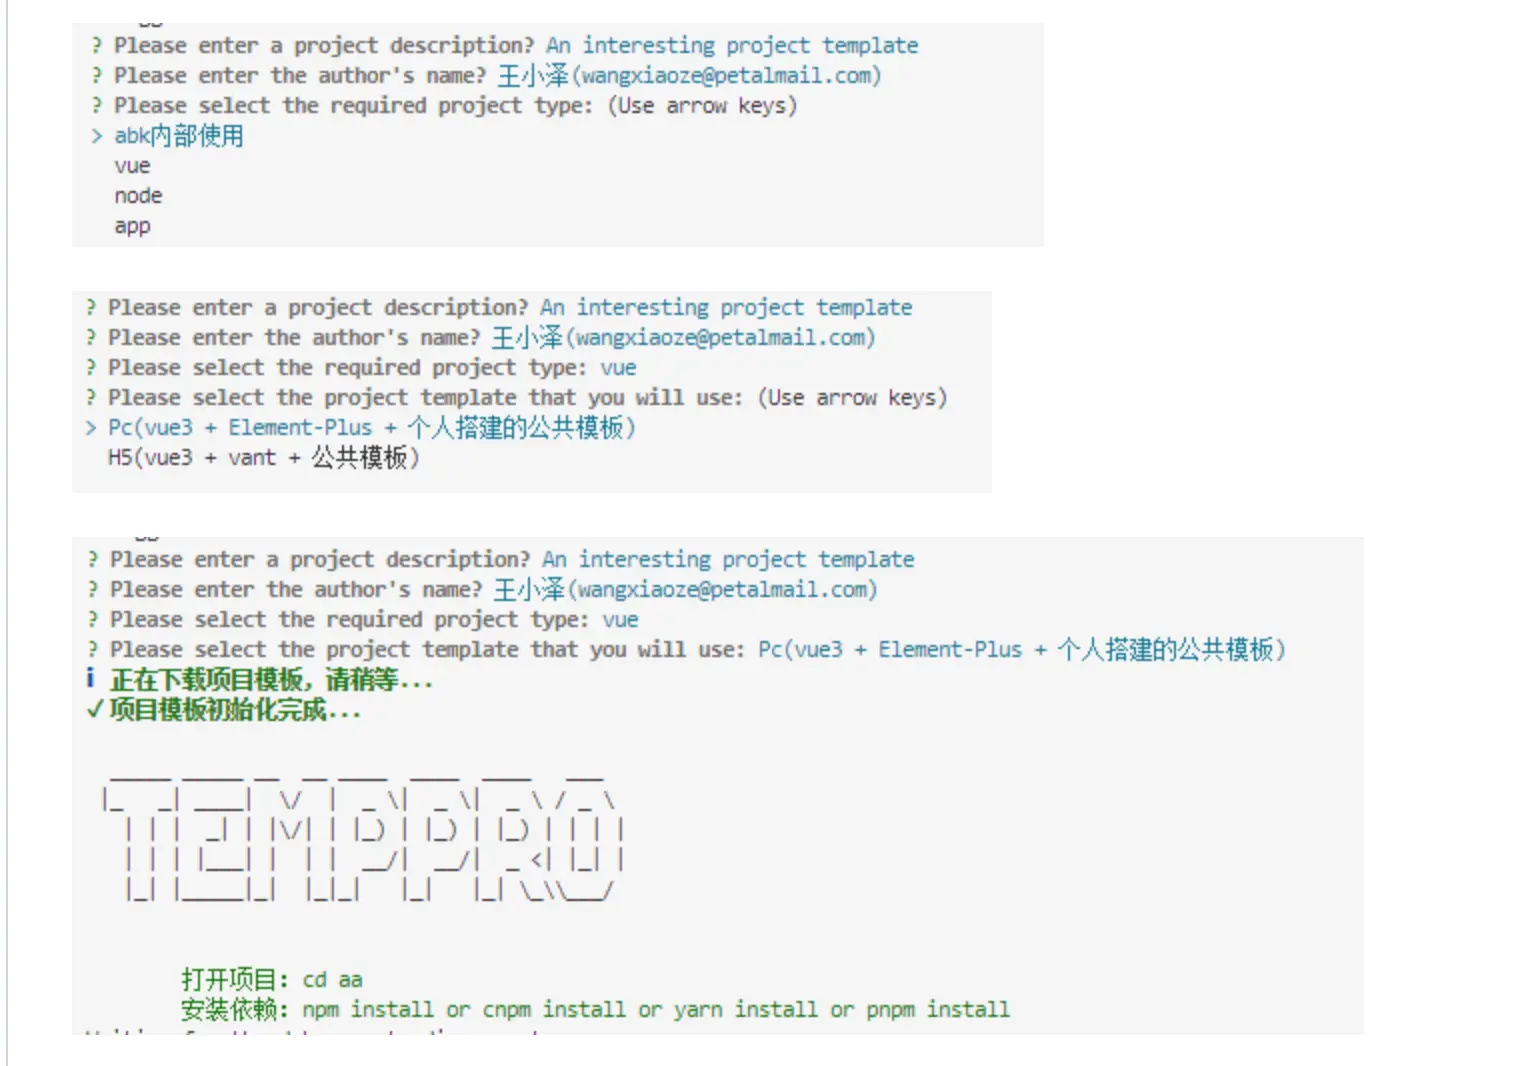 ? Please enter a project description? An interesting project template
? Please enter the author's name? 王小泽(wangxiaoze@petalmail.com)
? Please select the required project type: (Use arrow keys)
> abk内部使用
vue
node
app
? Please enter a project description? An interesting project template
? Please enter the author's name? 王小泽(wangxiaoze@petalmail.com)
? Please select the required project type: vue
? Please select the project template that you will use: (Use arrow keys)
> Pc(vue3 + Element-Plus + 个人搭建的公共模板)
H5(vue3 + vant + 公共模板)
? Please enter a project description? An interesting project template
? Please enter the author's name? 王小泽(wangxiaoze@petalmail.com)
? Please select the required project type: vue
? Please select the project template that you will use: Pc(vue3 + Element-Plus + 个人搭建的公共模板)
i 正在下载项目模板，请稍等...
✓ 项目模板初始化完成...
TEMPPRO
打开项目: cd aa
安装依赖: npm install or cnpm install or yarn install or pnpm install